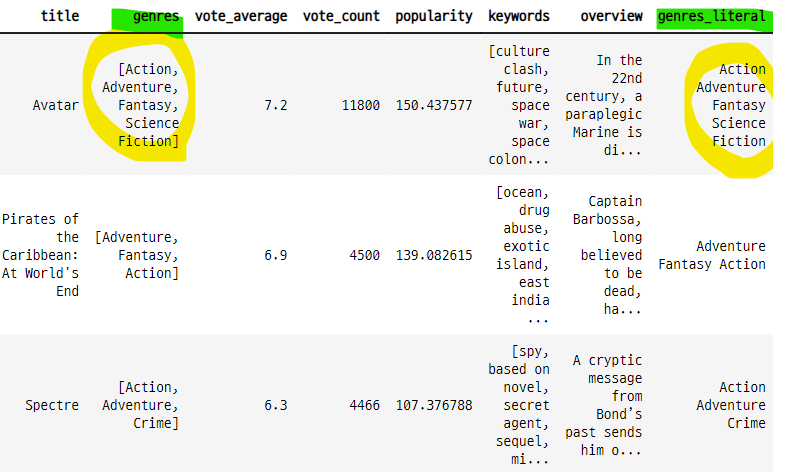 title genres vote_average vote_count popularity keywords overview genres_literal
Avatar [Action, Adventure, Fantasy, Science Fiction] 7.2 11800 150.437577 [culture clash, future, space war, space colon... In the 22nd century, a paraplegic Marine is di... Action Adventure Fantasy Science Fiction
Pirates of the Caribbean: At World's End [Adventure, Fantasy, Action] 6.9 4500 139.082615 [ocean, drug abuse, exotic island, east india ... Captain Barbossa, long believed to be dead, ha... Adventure Fantasy Action
Spectre [Action, Adventure, Crime] 6.3 4466 107.376788 [spy, based on novel, secret agent, sequel, mi... A cryptic message from Bond's past sends him o... Action Adventure Crime